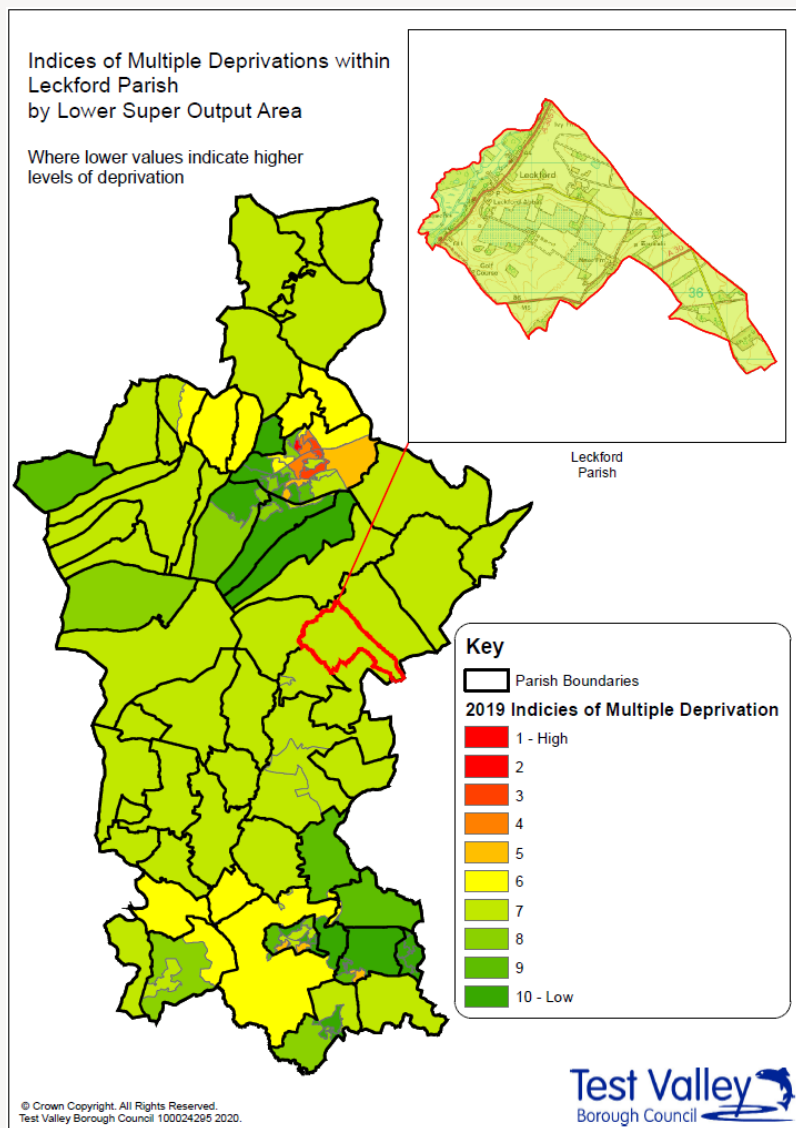 Indices of Multiple Deprivations within
Leckford Parish
by Lower Super Output Area
Where lower values indicate higher
levels of deprivation
Leckford
Leckford Abbas
Golf
Course
36
Leckford
Parish
Key
Parish Boundaries
2019 Indicies of Multiple Deprivation
1 - High
2
3
4
5
6
7
8
9
10 - Low
© Crown Copyright. All Rights Reserved.
Test Valley Borough Council 100024295 2020.
Test Valley
Borough Council